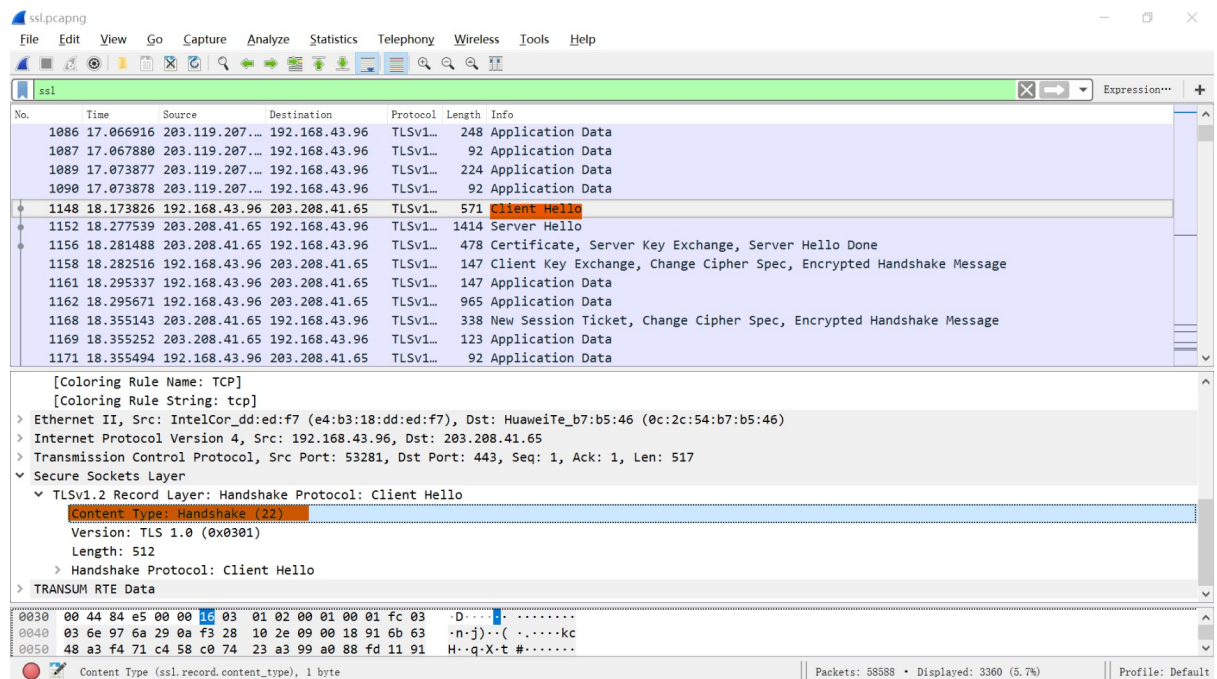 ssl.pcapng
File Edit View Go Capture Analyze Statistics Telephony Wireless Tools Help
ssl
Expression…
No. Time Source Destination Protocol Length Info
1086 17.066916 203.119.207.… 192.168.43.96 TLSv1… 248 Application Data
1087 17.067880 203.119.207.… 192.168.43.96 TLSv1… 92 Application Data
1089 17.073877 203.119.207.… 192.168.43.96 TLSv1… 224 Application Data
1090 17.073878 203.119.207.… 192.168.43.96 TLSv1… 92 Application Data
1148 18.173826 192.168.43.96 203.208.41.65 TLSv1… 571 Client Hello
1152 18.277539 203.208.41.65 192.168.43.96 TLSv1… 1414 Server Hello
1156 18.281488 203.208.41.65 192.168.43.96 TLSv1… 478 Certificate, Server Key Exchange, Server Hello Done
1158 18.282516 192.168.43.96 203.208.41.65 TLSv1… 147 Client Key Exchange, Change Cipher Spec, Encrypted Handshake Message
1161 18.295337 192.168.43.96 203.208.41.65 TLSv1… 147 Application Data
1162 18.295671 192.168.43.96 203.208.41.65 TLSv1… 965 Application Data
1168 18.355143 203.208.41.65 192.168.43.96 TLSv1… 338 New Session Ticket, Change Cipher Spec, Encrypted Handshake Message
1169 18.355252 203.208.41.65 192.168.43.96 TLSv1… 123 Application Data
1171 18.355494 192.168.43.96 203.208.41.65 TLSv1… 92 Application Data
[Coloring Rule Name: TCP]
[Coloring Rule String: tcp]
> Ethernet II, Src: IntelCor_dd:ed:f7 (e4:b3:18:dd:ed:f7), Dst: HuaweiTe_b7:b5:46 (0c:2c:54:b7:b5:46)
> Internet Protocol Version 4, Src: 192.168.43.96, Dst: 203.208.41.65
> Transmission Control Protocol, Src Port: 53281, Dst Port: 443, Seq: 1, Ack: 1, Len: 517
Secure Sockets Layer
TLSv1.2 Record Layer: Handshake Protocol: Client Hello
Content Type: Handshake (22)
Version: TLS 1.0 (0x0301)
Length: 512
> Handshake Protocol: Client Hello
> TRANSUM RTE Data
0030 00 44 84 e5 00 00 16 03 01 02 00 01 00 01 fc 03 ·D····· ········
0040 03 6e 97 6a 29 0a f3 28 10 2e 09 00 18 91 6b 63 ·n·j)··( ·.····kc
0050 48 a3 f4 71 c4 58 c0 74 23 a3 99 a0 88 fd 11 91 H··q·X·t #·······
Content Type (ssl.record.content_type), 1 byte
Packets: 58588 · Displayed: 3360 (5.7%)
Profile: Default